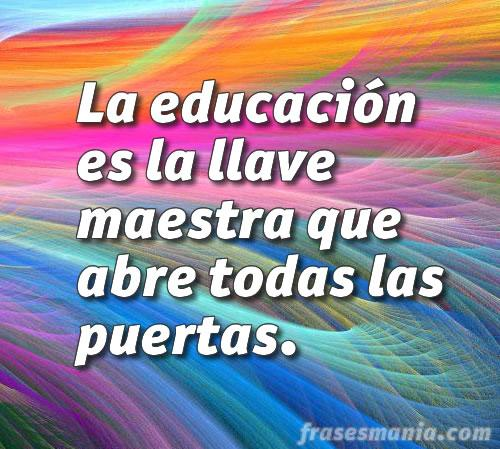 La educación
es la llave
maestra que
abre todas las
puertas.
frasesmania.com